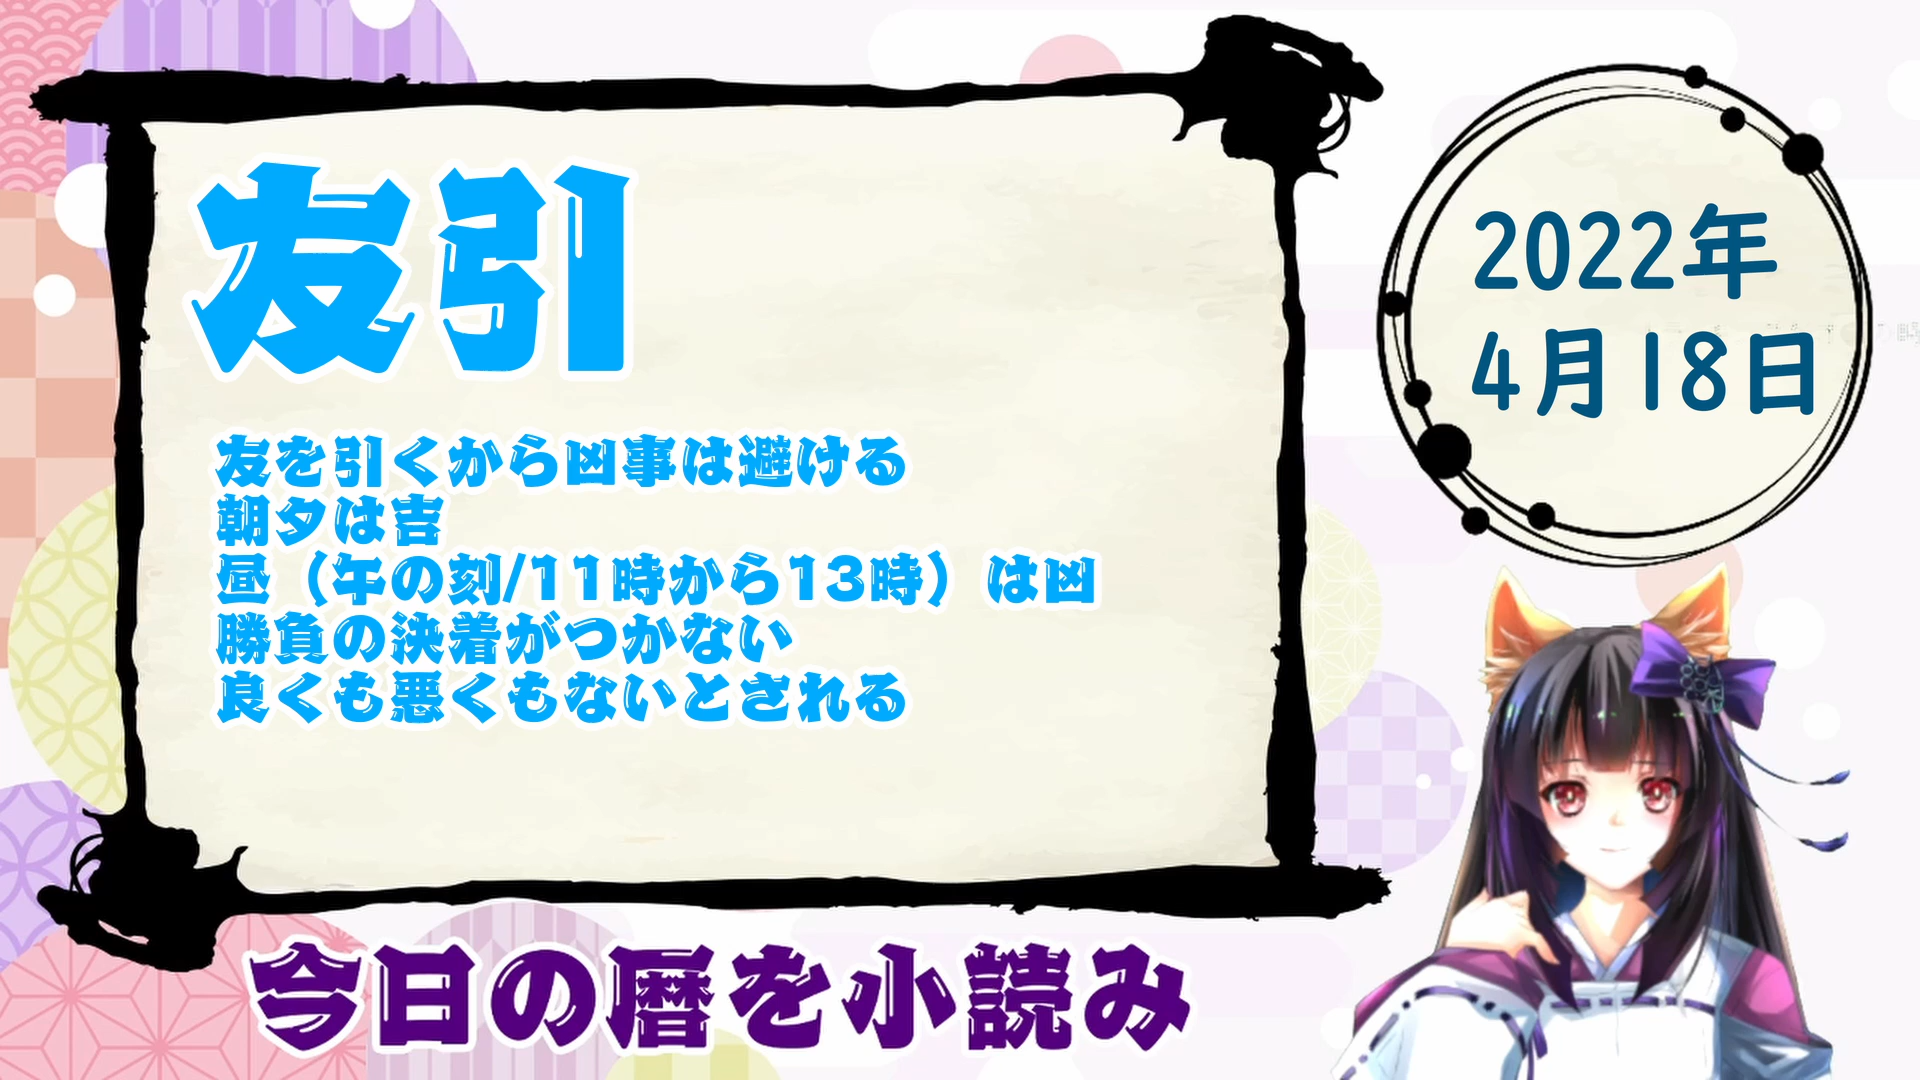 友引
友を引くから凶事は避ける
朝夕は吉
昼（午の刻/11時から13時）は凶
勝負の決着がつかない
良くも悪くもないとされる
2022年
4月18日
今日の暦を小読み